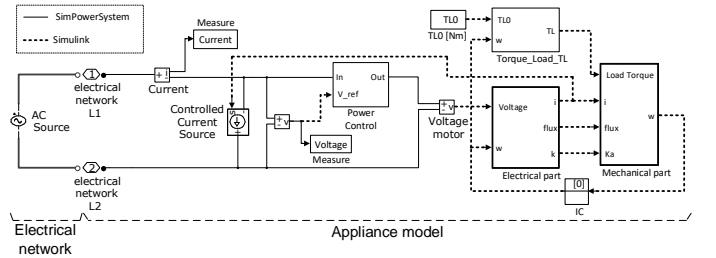 SimPowerSystem
Simulink
Measure
Current
+ i
Current
1
electrical
network
L1
AC
Source
Controlled
Current
Source
s
+ - v
Voltage
Measure
In
Out
V_ref
Power
Control
+ - v
Voltage
motor
TL0
TL0 [Nm]
TL0
TL
w
Torque_Load_TL
Voltage
i
flux
w
k
Electrical part
Load Torque
i
w
flux
Ka
Mechanical part
[0]
IC
2
electrical
network
L2
Electrical
network
Appliance model